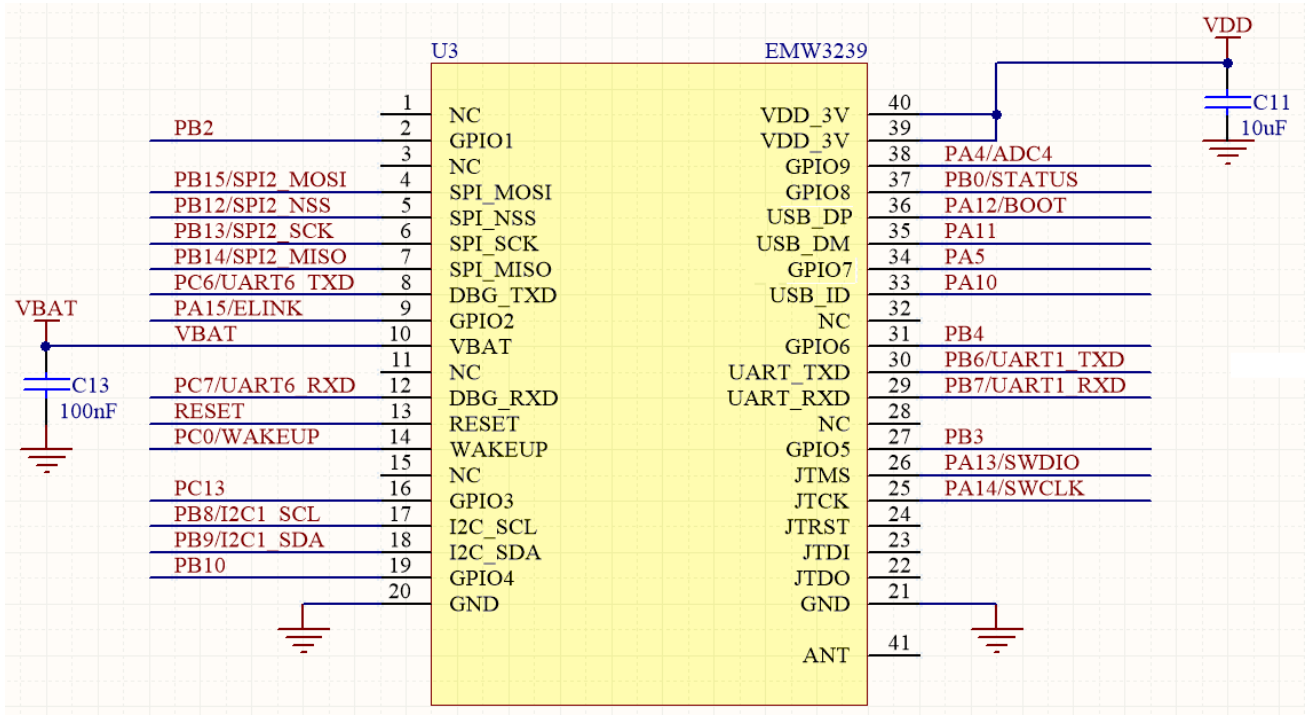 VDD
U3 EMW3239
C11
10uF
1 NC VDD_3V 40
PB2 2 GPIO1 VDD_3V 39
3 NC GPIO9 38 PA4/ADC4
PB15/SPI2_MOSI 4 SPI_MOSI GPIO8 37 PB0/STATUS
PB12/SPI2_NSS 5 SPI_NSS USB_DP 36 PA12/BOOT
PB13/SPI2_SCK 6 SPI_SCK USB_DM 35 PA11
PB14/SPI2_MISO 7 SPI_MISO GPIO7 34 PA5
PC6/UART6_TXD 8 DBG_TXD USB_ID 33 PA10
PA15/ELINK 9 GPIO2 NC 32
VBAT
VBAT 10 VBAT GPIO6 31 PB4
11 NC UART_TXD 30 PB6/UART1_TXD
C13
100nF
PC7/UART6_RXD 12 DBG_RXD UART_RXD 29 PB7/UART1_RXD
RESET 13 RESET NC 28
PC0/WAKEUP 14 WAKEUP GPIO5 27 PB3
15 NC JTMS 26 PA13/SWDIO
PC13 16 GPIO3 JTCK 25 PA14/SWCLK
PB8/I2C1_SCL 17 I2C_SCL JTRST 24
PB9/I2C1_SDA 18 I2C_SDA JTDI 23
PB10 19 GPIO4 JTDO 22
20 GND GND 21
ANT 41